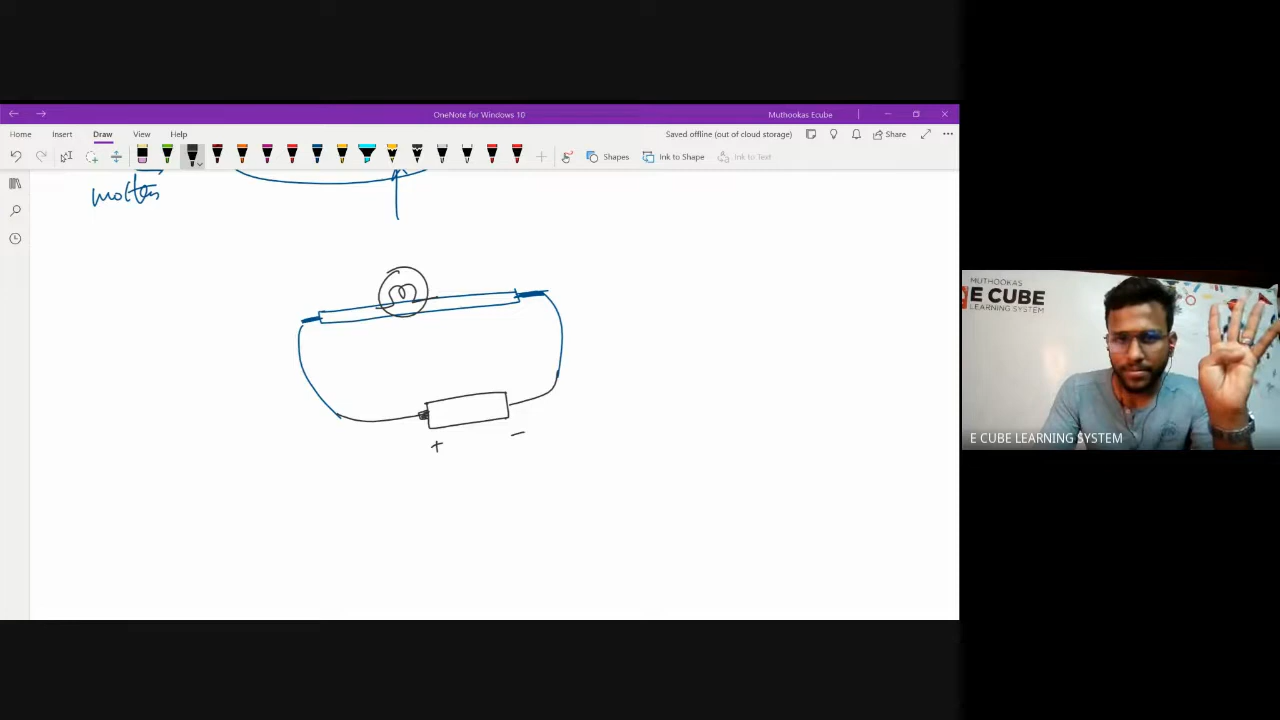 OneNote for Windows 10
Muthookas Ecube
Home Insert Draw View Help
Saved offline (out of cloud storage)
Share
Shapes
Ink to Shape
Ink to Text
molten
+
−
MUTHOOKAS
E CUBE
LEARNING SYSTEM
E CUBE LEARNING SYSTEM